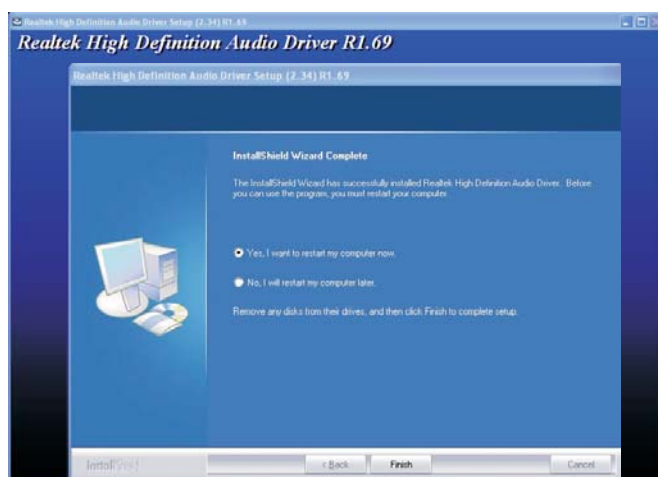 Realtek High Definition Audio Driver Setup (2.34) R1.69
Realtek High Definition Audio Driver R1.69
Realtek High Definition Audio Driver Setup (2.34) R1.69
InstallShield Wizard Complete
The InstallShield Wizard has successfully installed Realtek High Definition Audio Driver. Before
you can use the program, you must restart your computer.
Yes, I want to restart my computer now.
No, I will restart my computer later.
Remove any disks from their drives, and then click Finish to complete setup.
InstallShield
< Back Finish Cancel